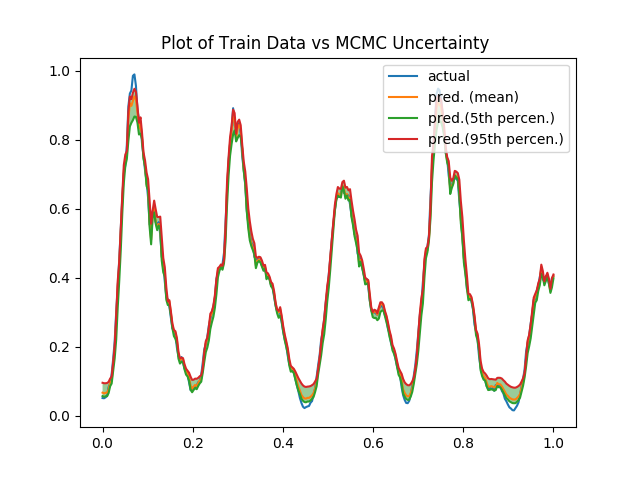 Plot of Train Data vs MCMC Uncertainty
1.0
0.8
0.6
0.4
0.2
0.0
actual
pred. (mean)
pred.(5th percen.)
pred.(95th percen.)
0.0 0.2 0.4 0.6 0.8 1.0